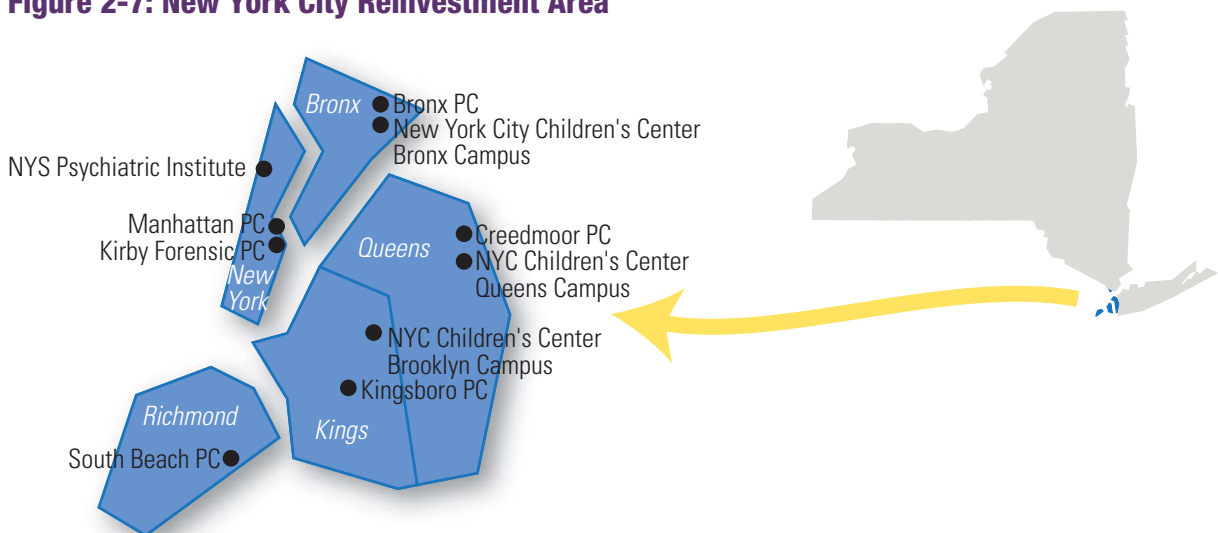 Figure 2-7: New York City Reinvestment Area
Bronx
Bronx PC
New York City Children's Center
Bronx Campus
NYS Psychiatric Institute
Manhattan PC
Kirby Forensic PC
New
York
Queens
Creedmoor PC
NYC Children's Center
Queens Campus
NYC Children's Center
Brooklyn Campus
Kingsboro PC
Kings
Richmond
South Beach PC